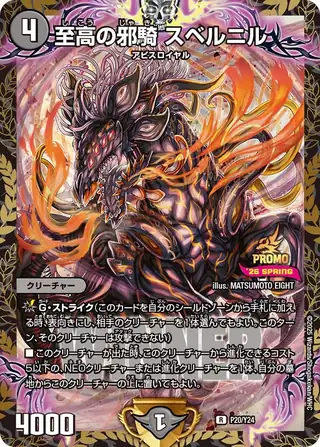 4
至高の邪騎 スベルニル
しこう じゃき
アビスロイヤル
PROMO
'26 SPRING
illus. MATSUMOTO EIGHT
クリーチャー
G・ストライク(このカードを自分のシールドゾーンから手札に加え
る時、表向きにし、相手のクリーチャーを1体選んでもよい。このター
ン、そのクリーチャーは攻撃できない)
■このクリーチャーが出た時、このクリーチャーから進化できるコスト
5以下の、NEOクリーチャーまたは進化クリーチャーを1体、自分の墓
地からこのクリーチャーの上に置いてもよい。
4000
1
R P20/Y24